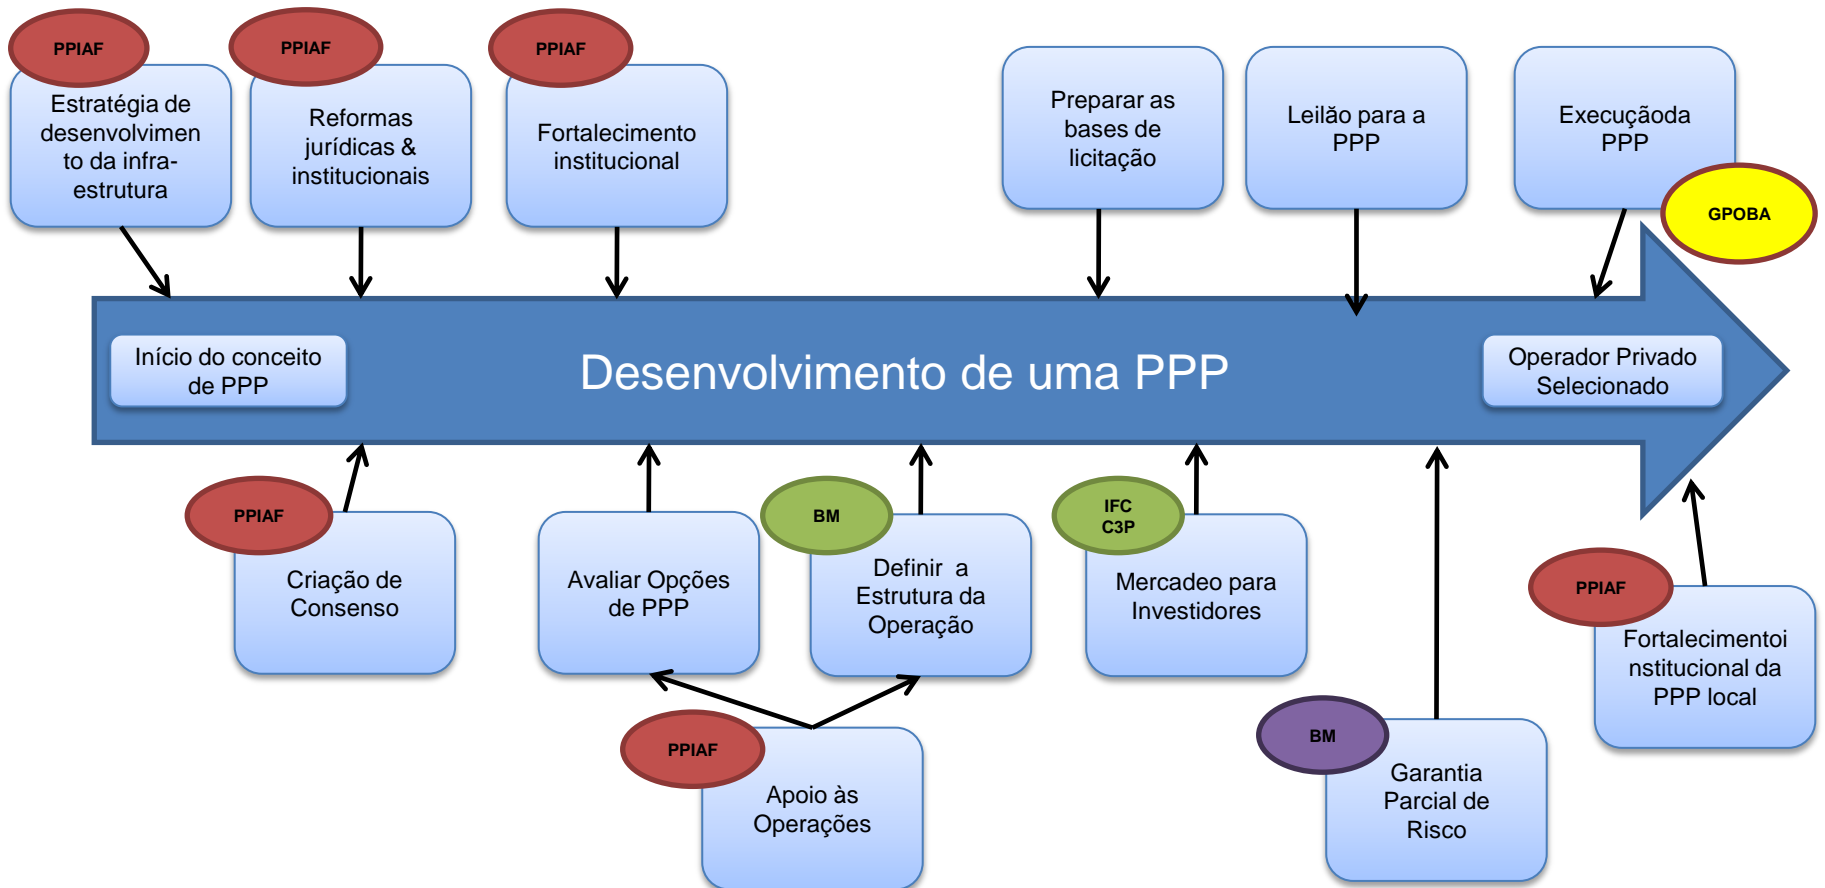 PPIAF
Estratégia de
desenvolvimen
to da infra-
estrutura
PPIAF
Reformas
jurídicas &
institucionais
PPIAF
Fortalecimento
institucional
Preparar as
bases de
licitação
Leilão para a
PPP
Execuçãoda
PPP
GPOBA
Início do conceito
de PPP
Desenvolvimento de uma PPP
Operador Privado
Selecionado
PPIAF
Criação de
Consenso
Avaliar Opções
de PPP
BM
Definir  a
Estrutura da
Operação
IFC
C3P
Mercadeo para
Investidores
PPIAF
Fortalecimentoi
nstitucional da
PPP local
PPIAF
Apoio às
Operações
BM
Garantia
Parcial de
Risco